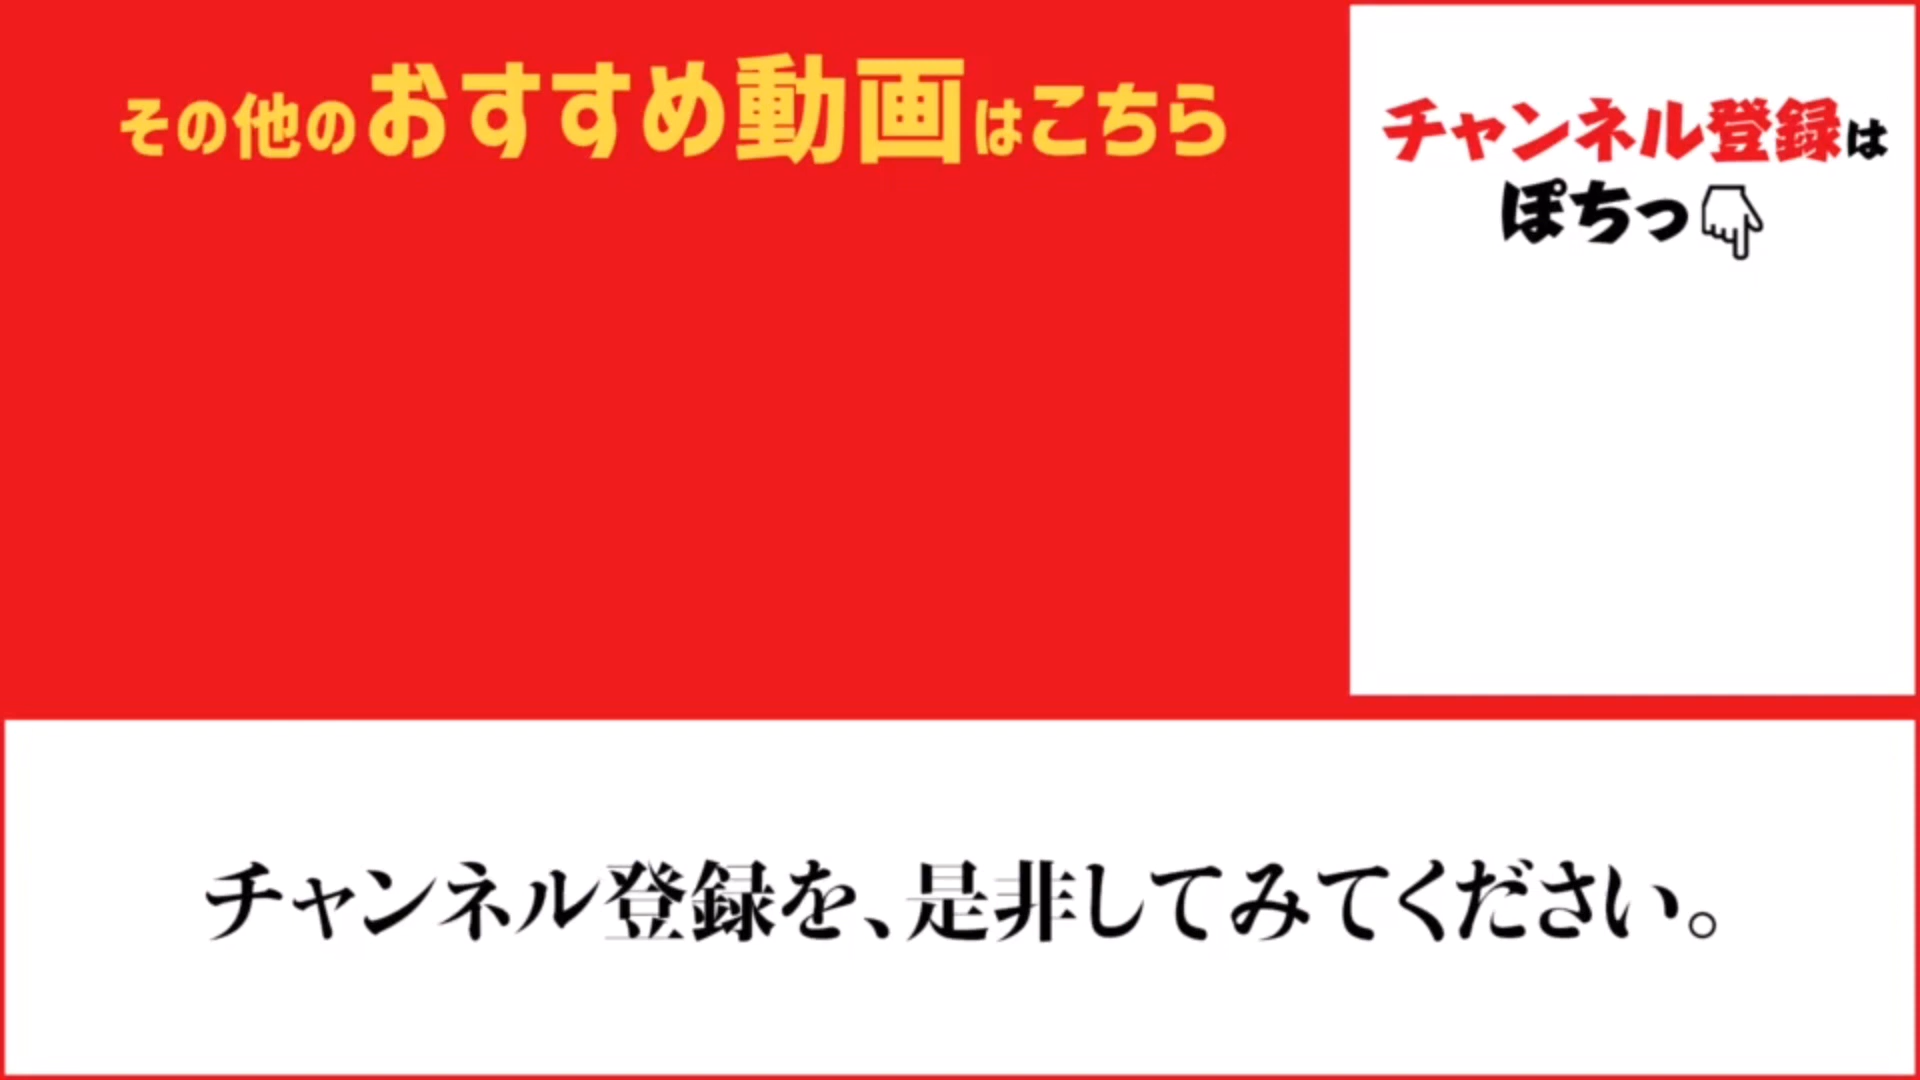 その他のおすすめ動画はこちら
チャンネル登録は
ぽちっ👇
チャンネル登録を、是非してみてください。